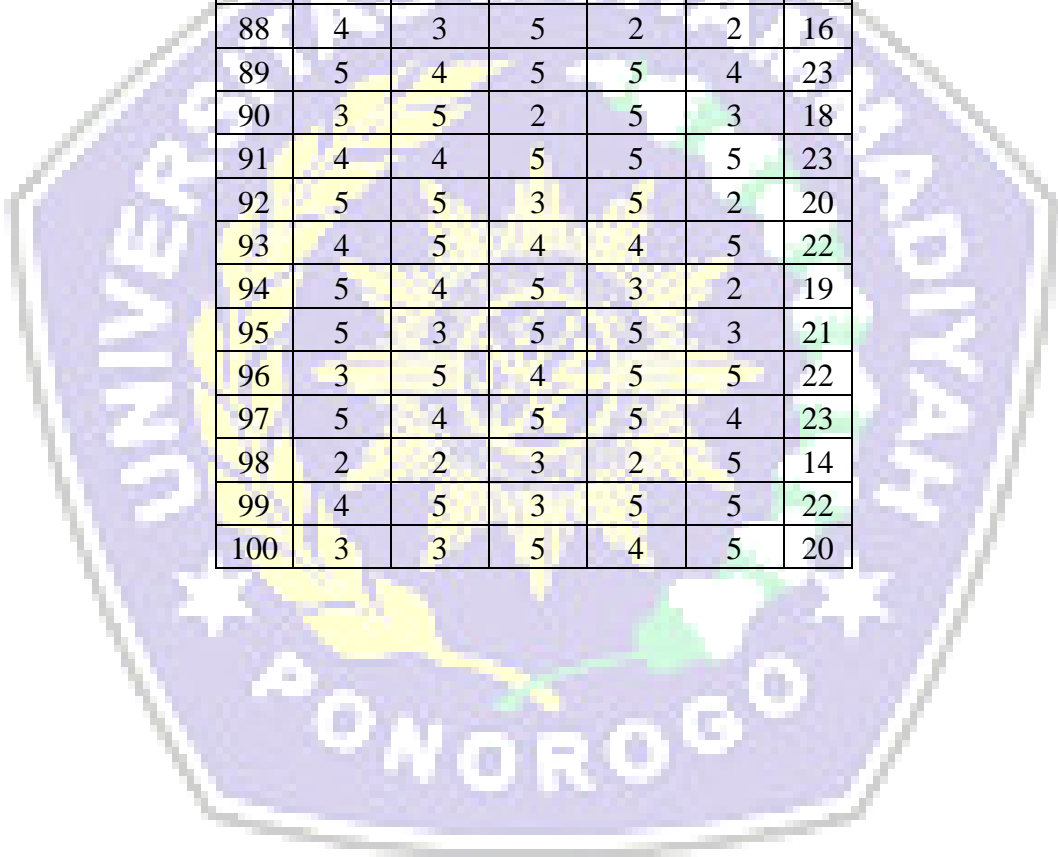 88 4 3 5 2 2 16
89 5 4 5 5 4 23
90 3 5 2 5 3 18
91 4 4 5 5 5 23
92 5 5 3 5 2 20
93 4 5 4 4 5 22
94 5 4 5 3 2 19
95 5 3 5 5 3 21
96 3 5 4 5 5 22
97 5 4 5 5 4 23
98 2 2 3 2 5 14
99 4 5 3 5 5 22
100 3 3 5 4 5 20
PONOROGO